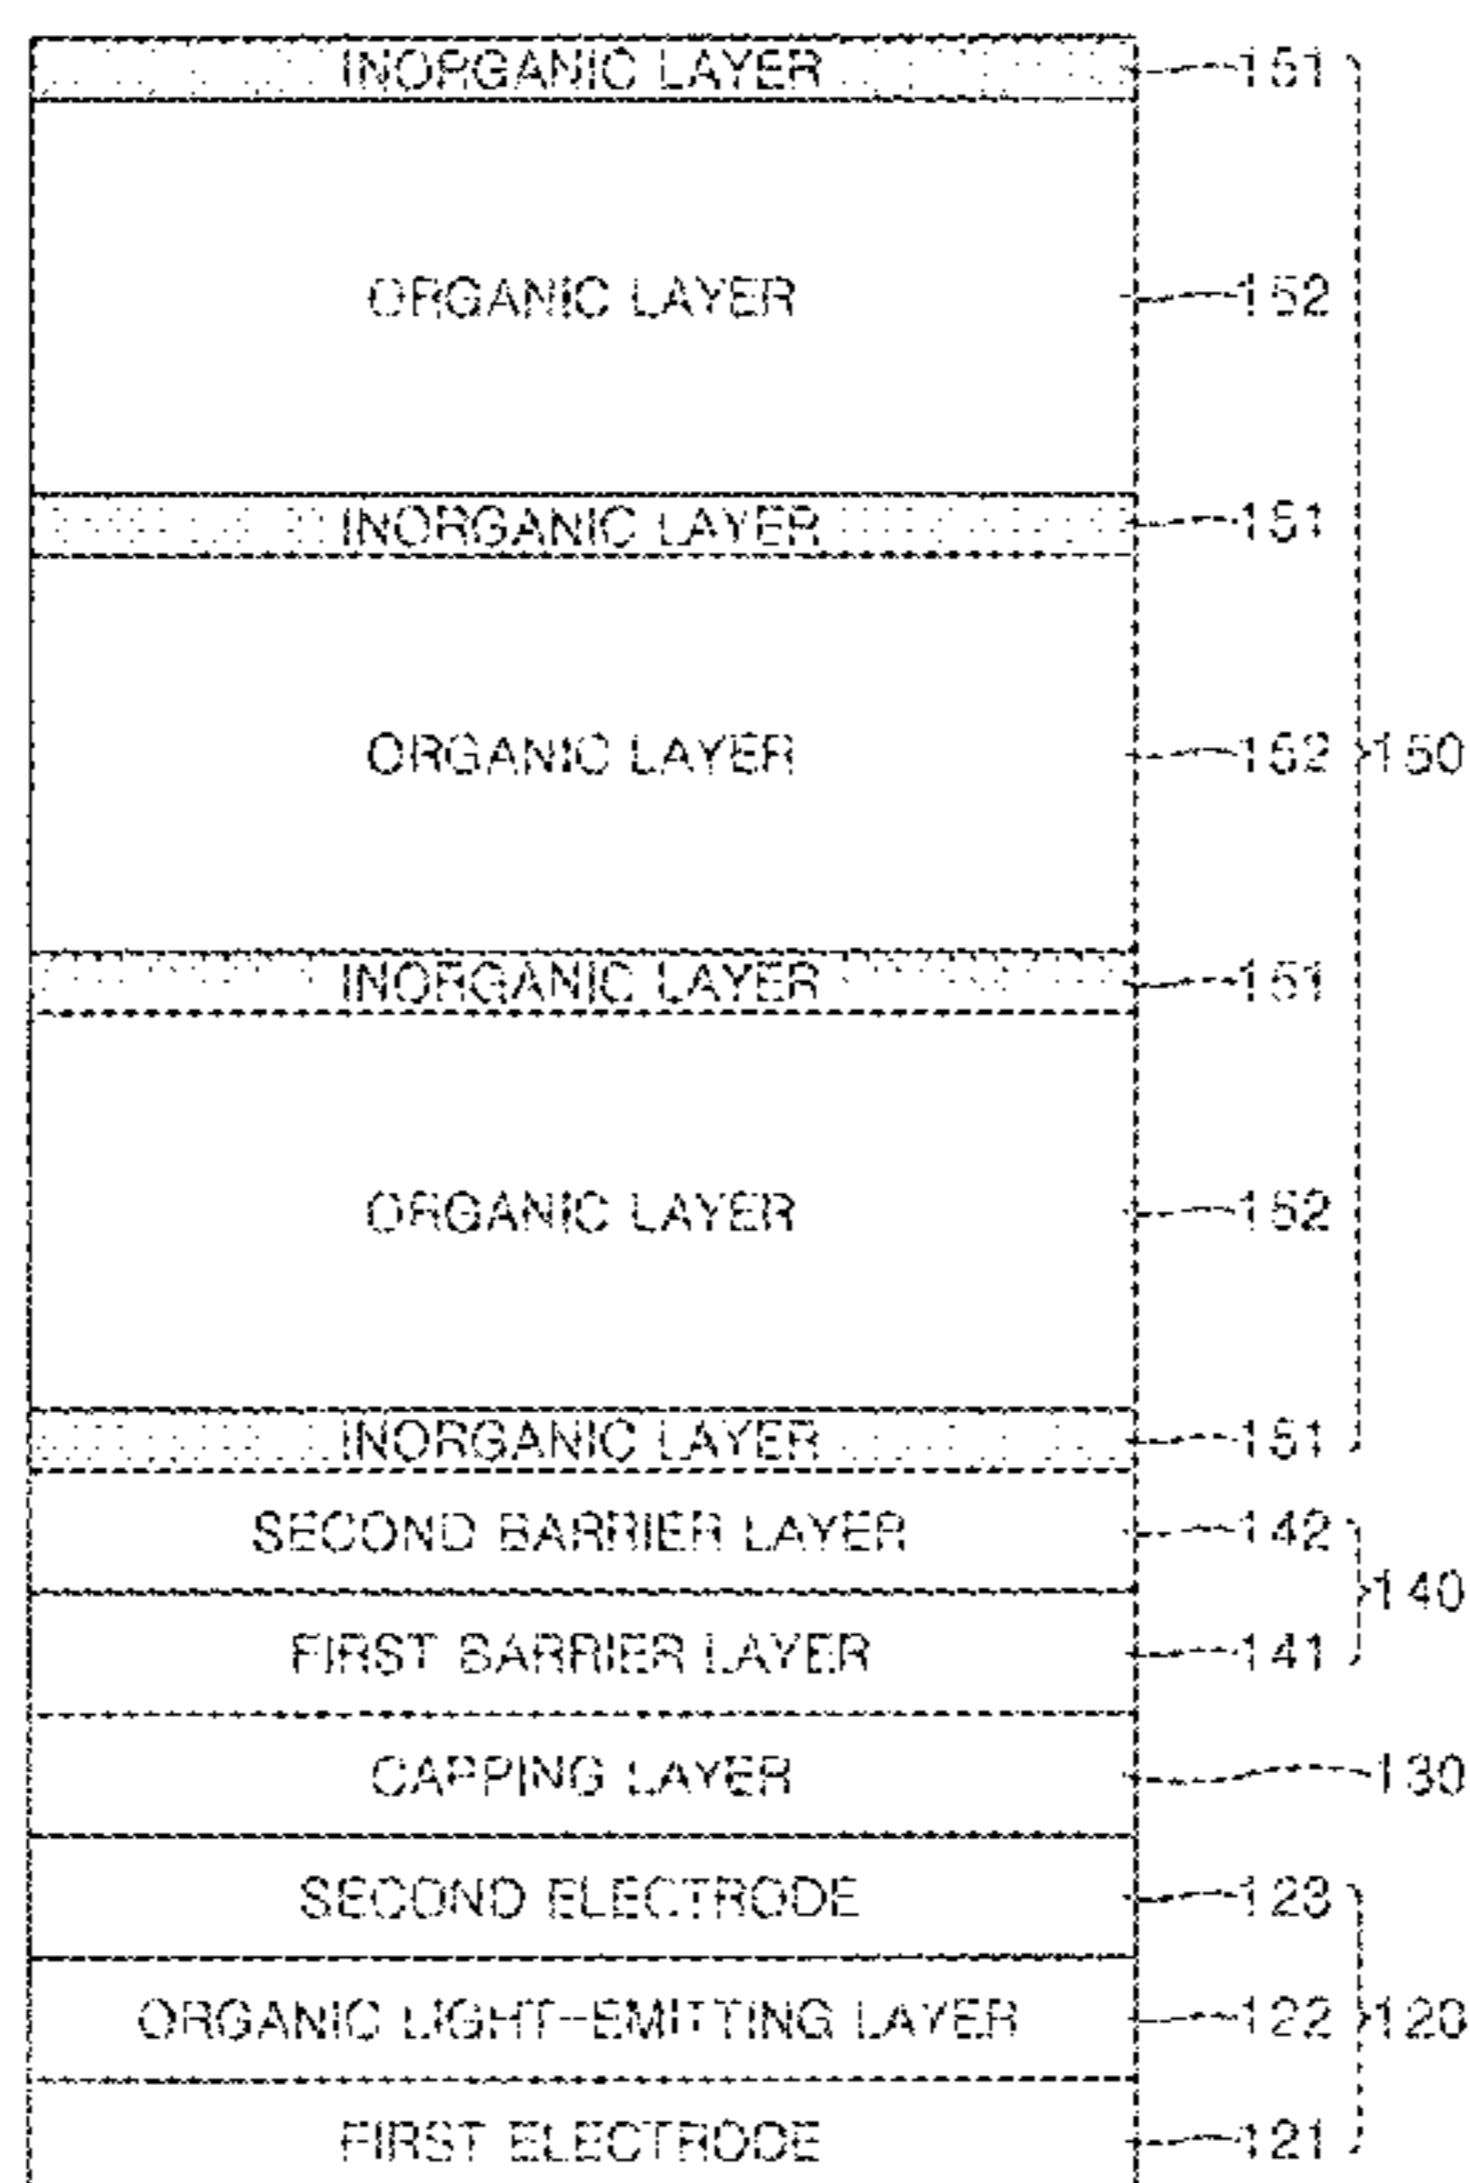 INORGANIC LAYER 151
ORGANIC LAYER 152
INORGANIC LAYER 151
ORGANIC LAYER 152 150
INORGANIC LAYER 151
ORGANIC LAYER 152
INORGANIC LAYER 151
SECOND BARRIER LAYER 142
140
FIRST BARRIER LAYER 141
CAPPING LAYER 130
SECOND ELECTRODE 123
ORGANIC LIGHT-EMITTING LAYER 122 120
FIRST ELECTRODE 121